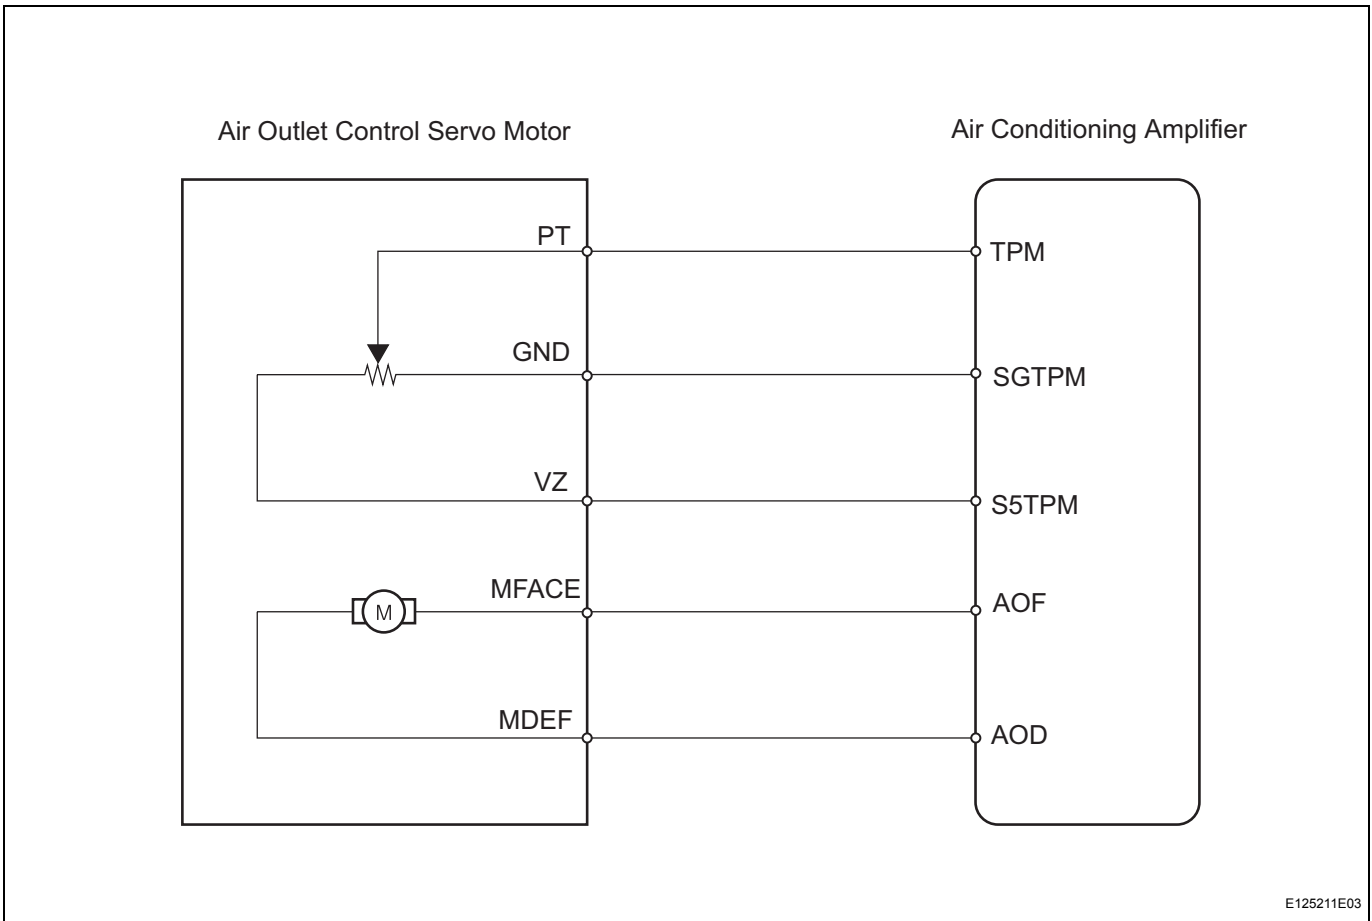 Air Outlet Control Servo Motor
Air Conditioning Amplifier
PT
TPM
GND
SGTPM
VZ
S5TPM
MFACE
AOF
M
MDEF
AOD
E125211E03